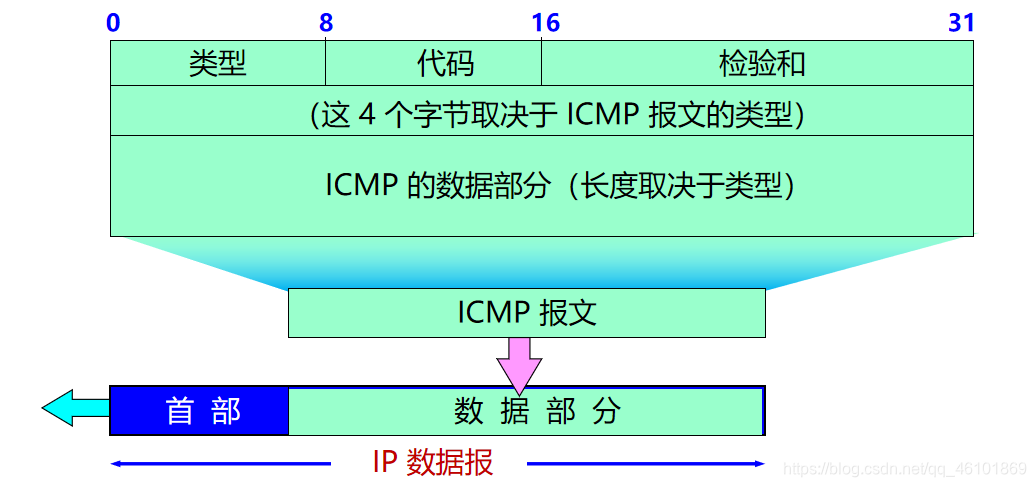 0 8 16 31
类型 代码 检验和
（这 4 个字节取决于 ICMP 报文的类型）
ICMP 的数据部分（长度取决于类型）
ICMP 报文
首 部 数 据 部 分
IP 数据报
https://blog.csdn.net/qq_46101869